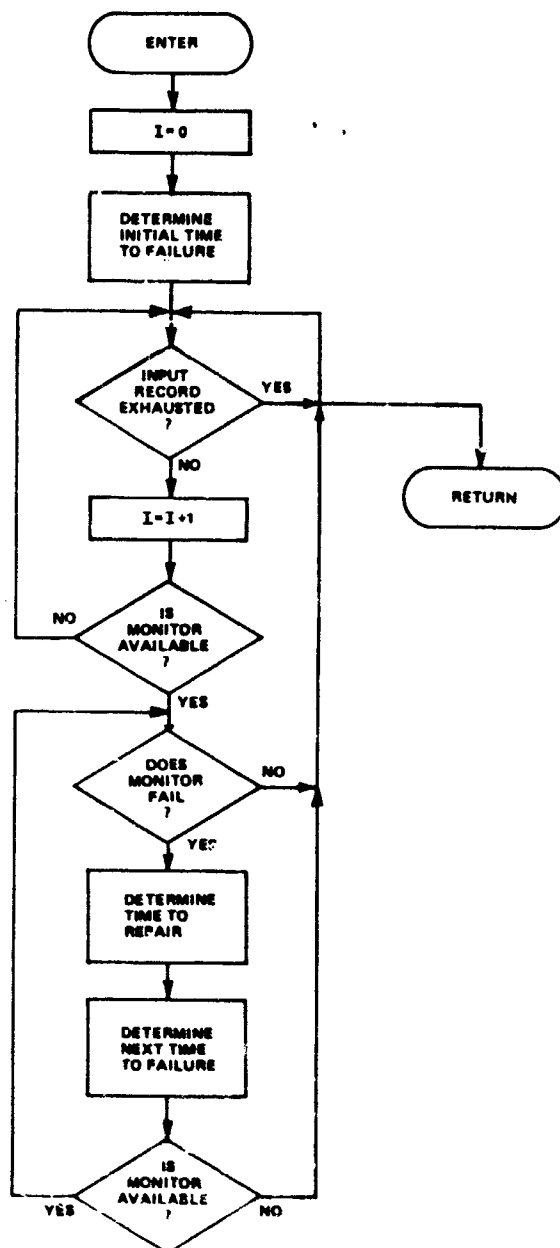 ENTER
I = 0
DETERMINE
INITIAL TIME
TO FAILURE
INPUT
RECORD
EXHAUSTED
?
YES
NO
RETURN
I = I +1
NO
IS
MONITOR
AVAILABLE
?
YES
DOES
MONITOR
FAIL
?
NO
YES
DETERMINE
TIME TO
REPAIR
DETERMINE
NEXT TIME
TO FAILURE
IS
MONITOR
AVAILABLE
?
YES
NO